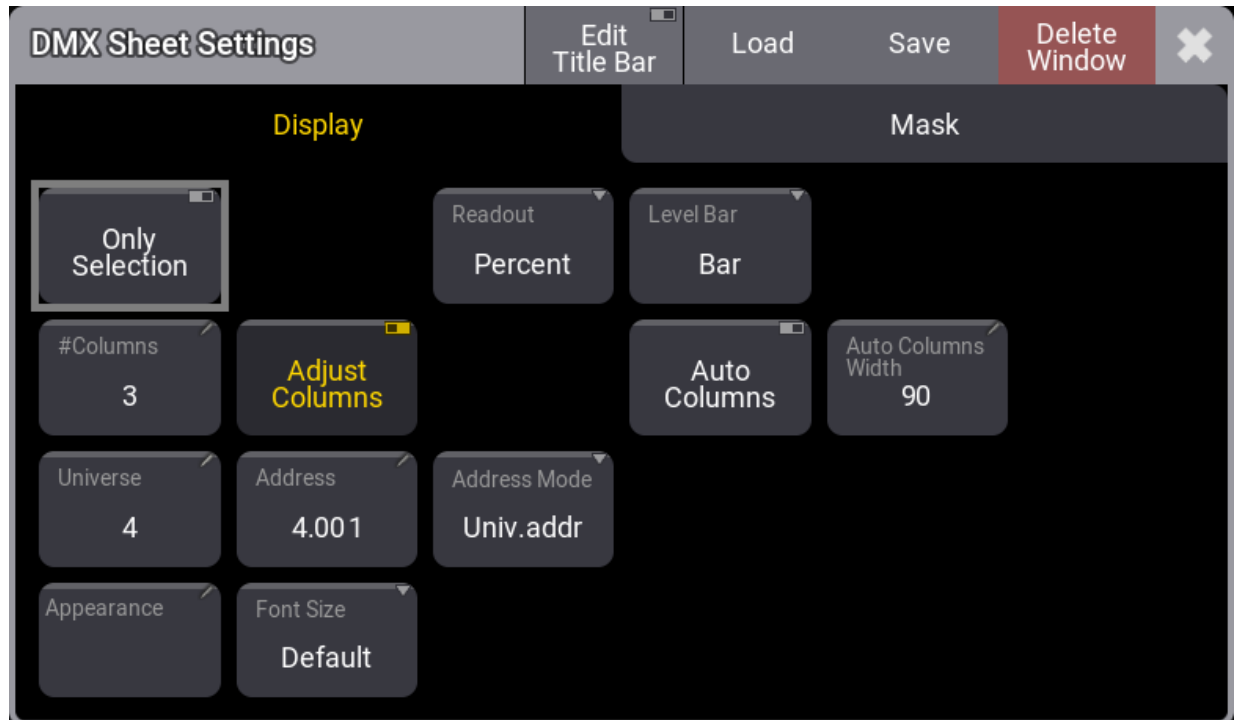 DMX Sheet Settings
Edit
Title Bar
Load
Save
Delete
Window
Display
Mask
Only
Selection
Readout
Percent
Level Bar
Bar
#Columns
3
Adjust
Columns
Auto
Columns
Auto Columns
Width
90
Universe
4
Address
4.001
Address Mode
Univ.addr
Appearance
Font Size
Default